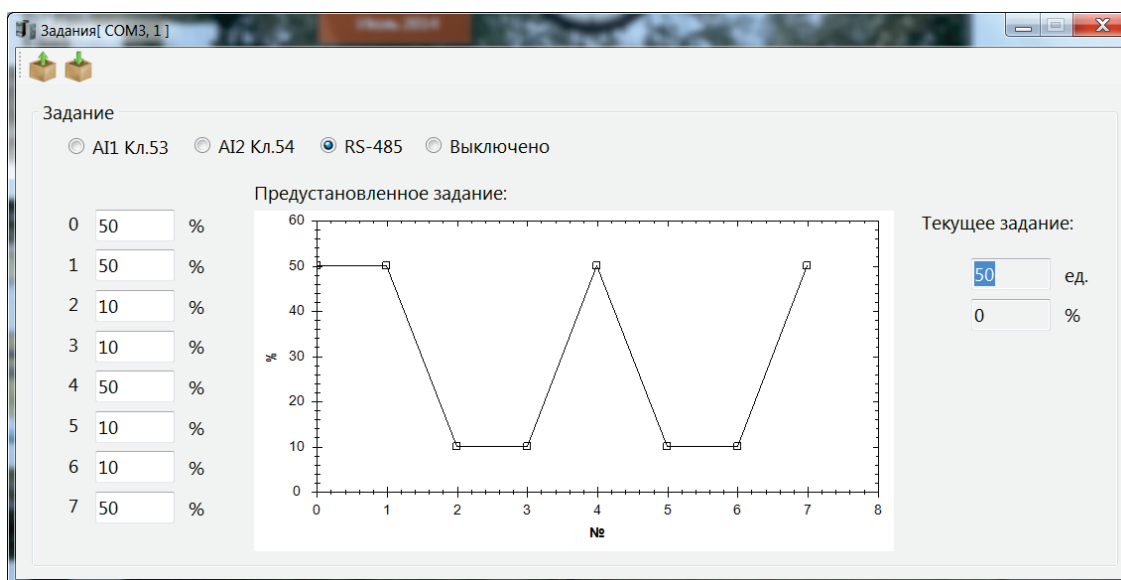 Задания[ COM3, 1 ]
Июль 2014
Задание
AI1 Кл.53 AI2 Кл.54 RS-485 Выключено
Предустановленное задание:
Текущее задание:
0 50 %
1 50 %
2 10 %
3 10 %
4 50 %
5 10 %
6 10 %
7 50 %
60
50
40
30
20
10
0
%
0 1 2 3 4 5 6 7 8
№
50 ед.
0 %